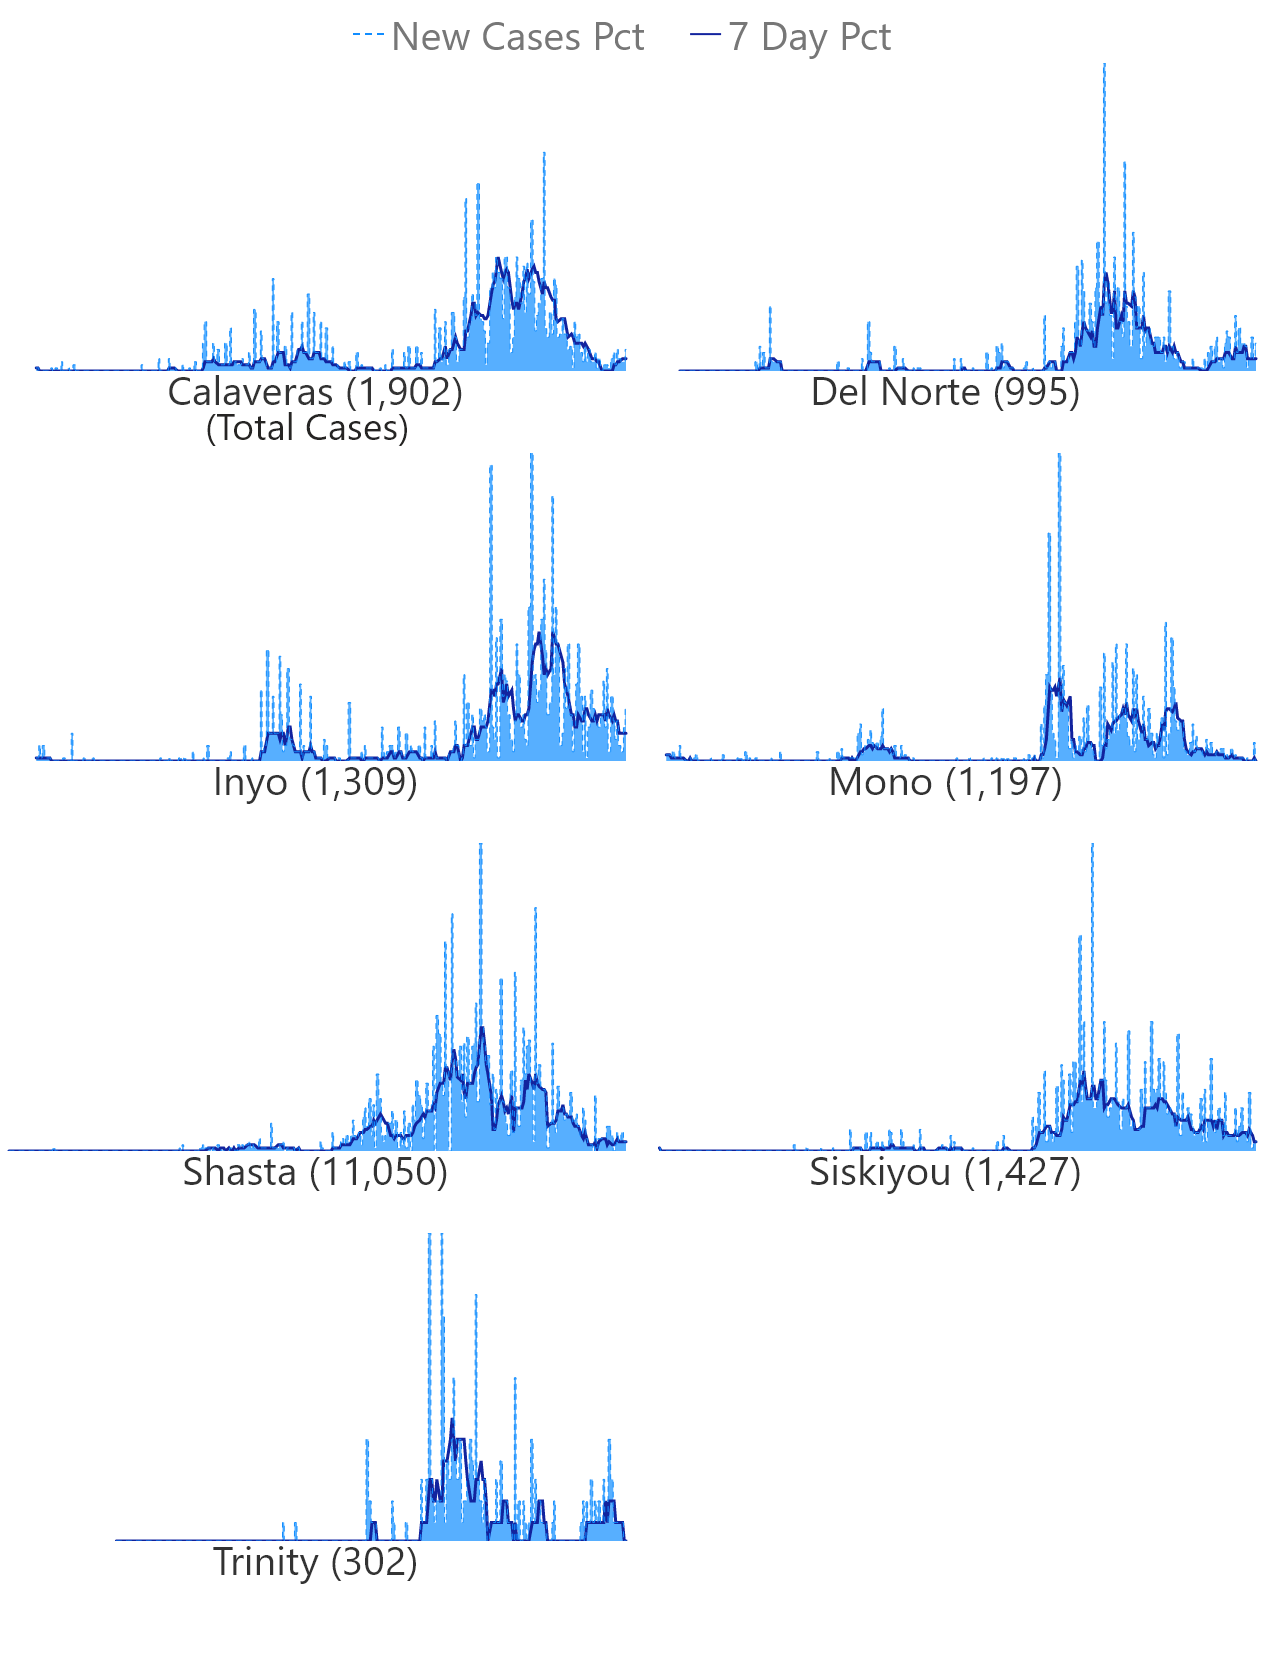 New Cases Pct 7 Day Pct
Calaveras (1,902) Del Norte (995)
(Total Cases)
Inyo (1,309) Mono (1,197)
Shasta (11,050) Siskiyou (1,427)
Trinity (302)